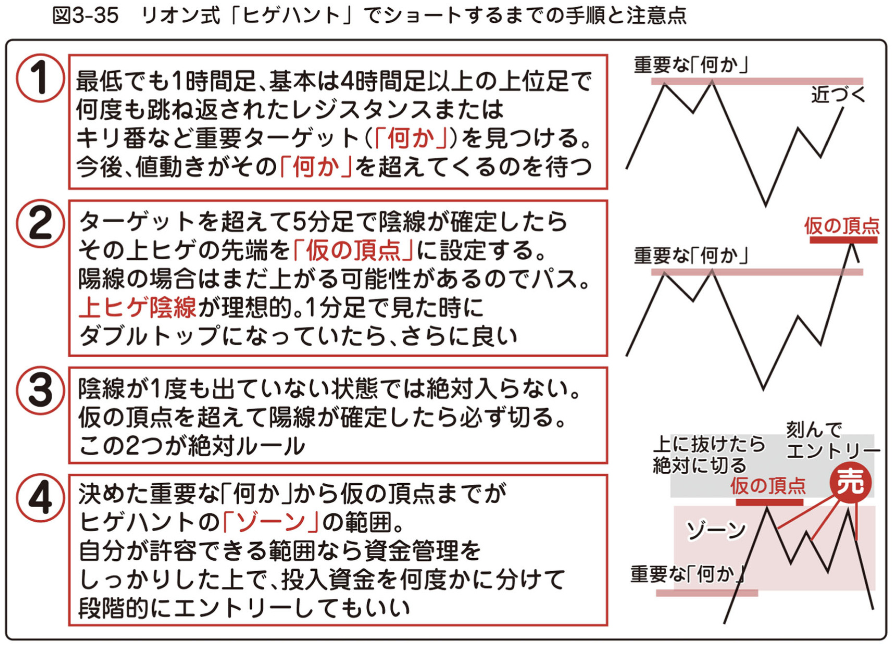 図3-35　リオン式「ヒゲハント」でショートするまでの手順と注意点
1
最低でも1時間足、基本は4時間足以上の上位足で
何度も跳ね返されたレジスタンスまたは
キリ番など重要ターゲット（「何か」）を見つける。
今後、値動きがその「何か」を超えてくるのを待つ
重要な「何か」
近づく
2
ターゲットを超えて5分足で陰線が確定したら
その上ヒゲの先端を「仮の頂点」に設定する。
陽線の場合はまだ上がる可能性があるのでパス。
上ヒゲ陰線が理想的。1分足で見た時に
ダブルトップになっていたら、さらに良い
仮の頂点
重要な「何か」
3
陰線が1度も出ていない状態では絶対入らない。
仮の頂点を超えて陽線が確定したら必ず切る。
この2つが絶対ルール
4
決めた重要な「何か」から仮の頂点までが
ヒゲハントの「ゾーン」の範囲。
自分が許容できる範囲なら資金管理を
しっかりした上で、投入資金を何度かに分けて
段階的にエントリーしてもいい
上に抜けたら
絶対に切る
刻んで
エントリー
仮の頂点
売
ゾーン
重要な「何か」